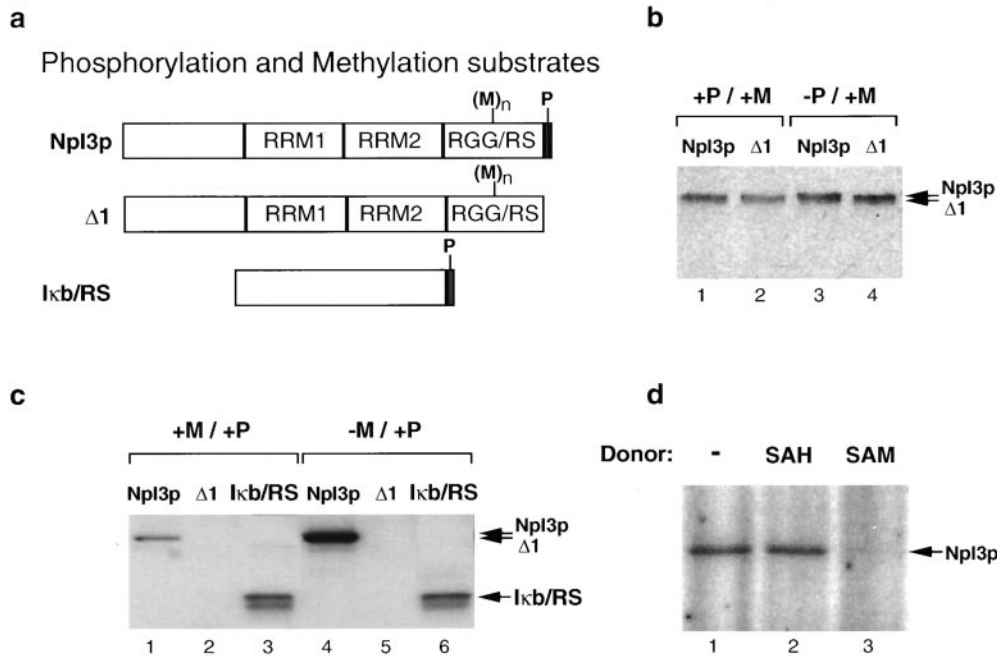 a
Phosphorylation and Methylation substrates
(M)n P
Npl3p RRM1 RRM2 RGG/RS
(M)n
Δ1 RRM1 RRM2 RGG/RS
P
Iκb/RS
b
+P / +M -P / +M
Npl3p Δ1 Npl3p Δ1
Npl3p
Δ1
1 2 3 4
c
+M / +P -M / +P
Npl3p Δ1 Iκb/RS Npl3p Δ1 Iκb/RS
Npl3p
Δ1
Iκb/RS
1 2 3 4 5 6
d
Donor: - SAH SAM
Npl3p
1 2 3